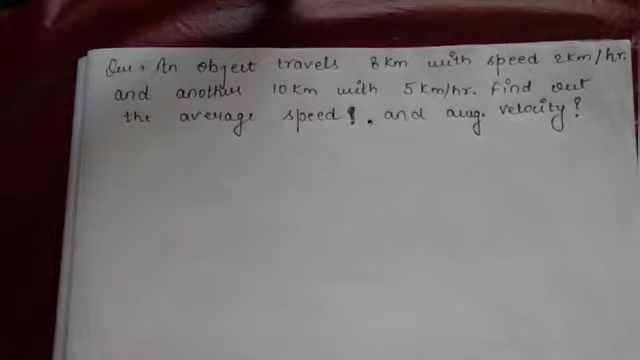 Que → An object travels 8 km with speed 2 km/hr.
and another 10 km with 5 km/hr. Find out
the average speed, and avg. velocity?